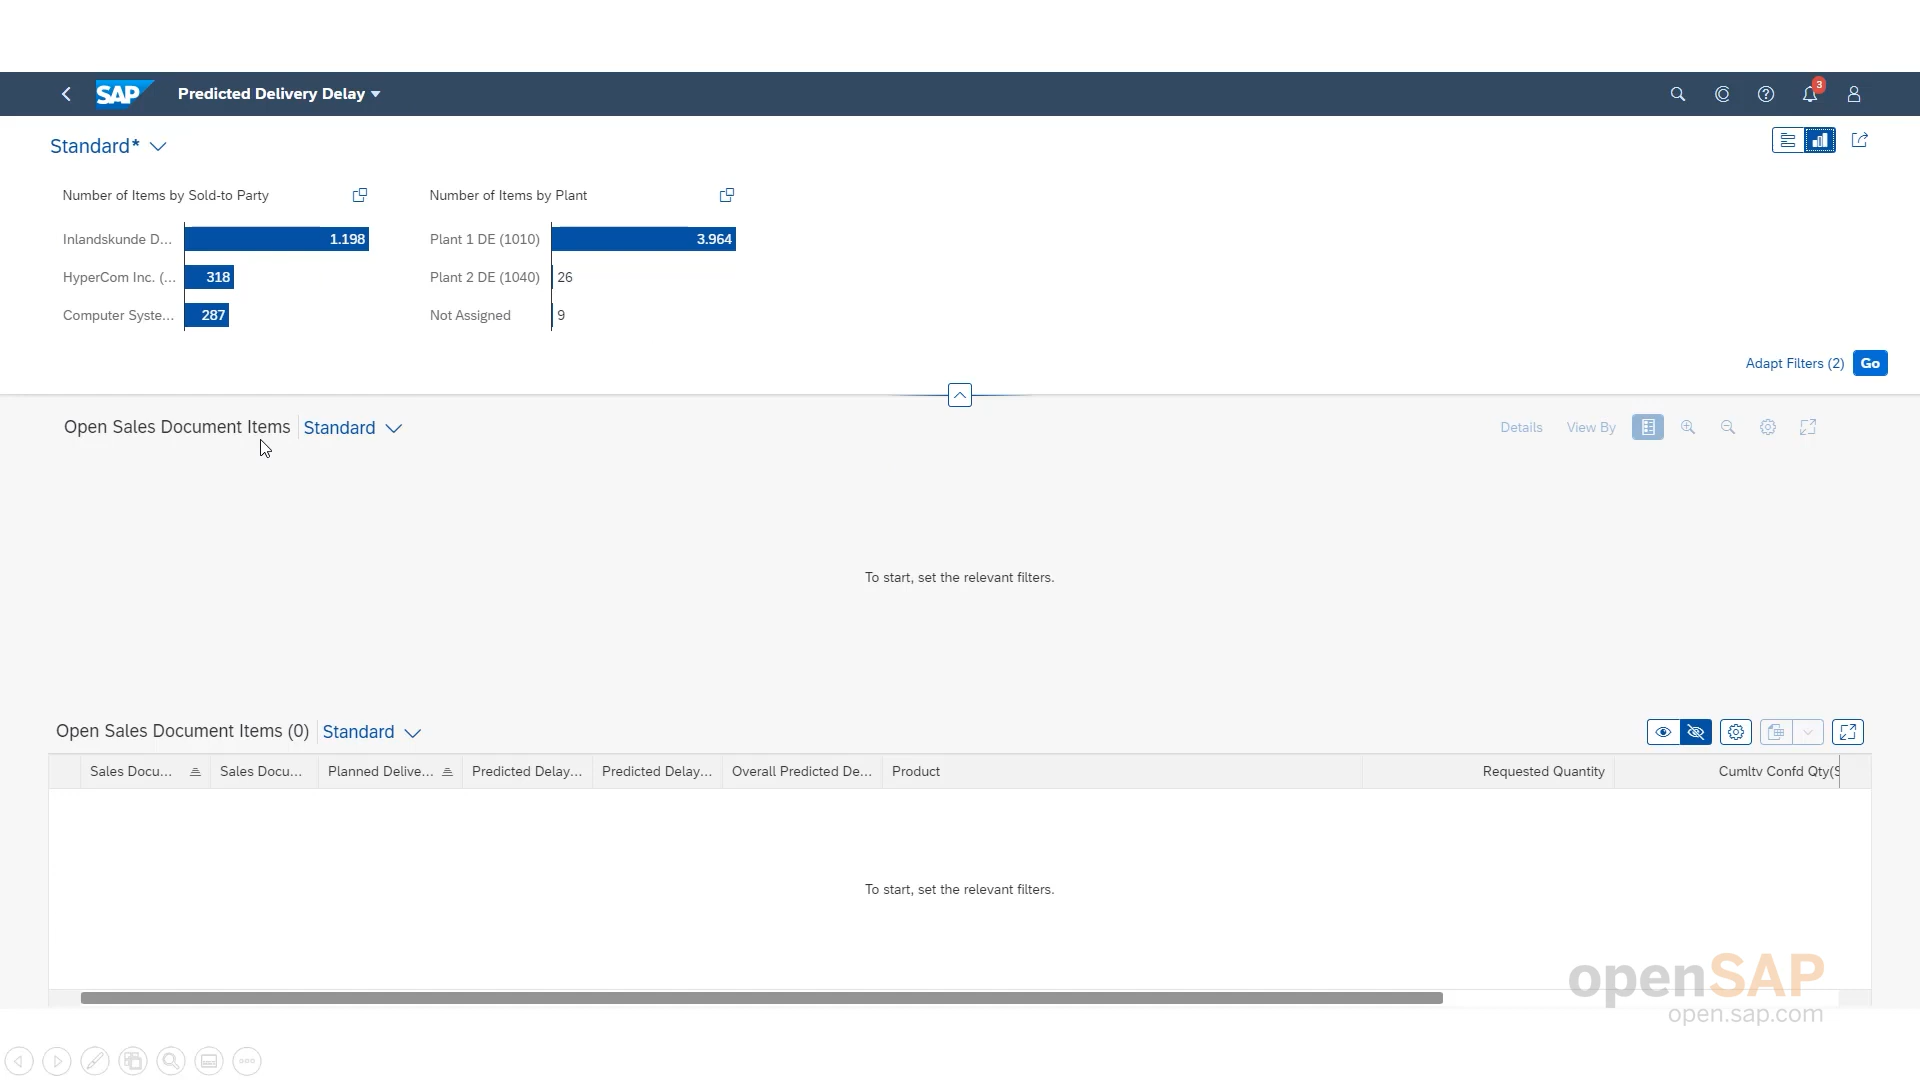 SAP Predicted Delivery Delay
3
Standard*
Number of Items by Sold-to Party
Number of Items by Plant
Inlandskunde D... 1.198
Plant 1 DE (1010) 3.964
HyperCom Inc. (... 318
Plant 2 DE (1040) 26
Computer Syste... 287
Not Assigned 9
Adapt Filters (2) Go
Open Sales Document Items Standard
Details View By
To start, set the relevant filters.
Open Sales Document Items (0) Standard
Sales Docu... Sales Docu... Planned Delive... Predicted Delay... Predicted Delay... Overall Predicted De... Product Requested Quantity Cumltv Confd Qty(S
To start, set the relevant filters.
openSAP
open.sap.com